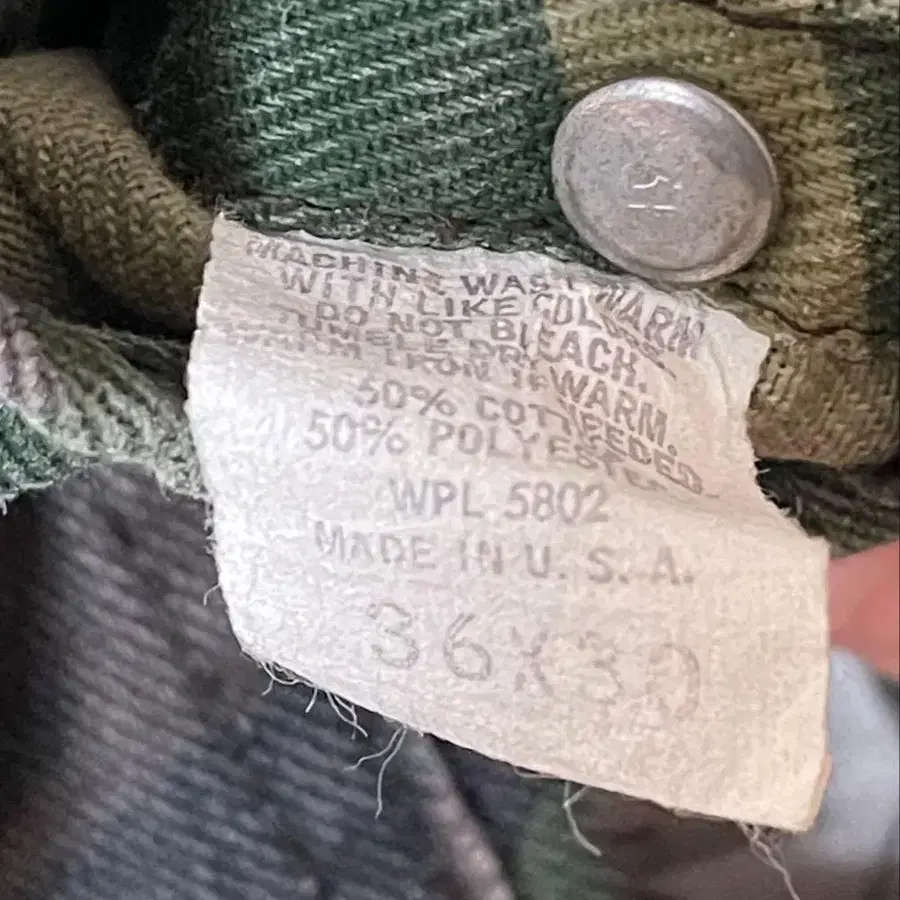 MACHINE WASH WARM
WITH LIKE COLORS.
DO NOT BLEACH.
TUMBLE DRY WARM.
WARM IRON IF NEEDED.
50% COTTON
50% POLYESTER
WPL 5802
MADE IN U. S. A.
36X30